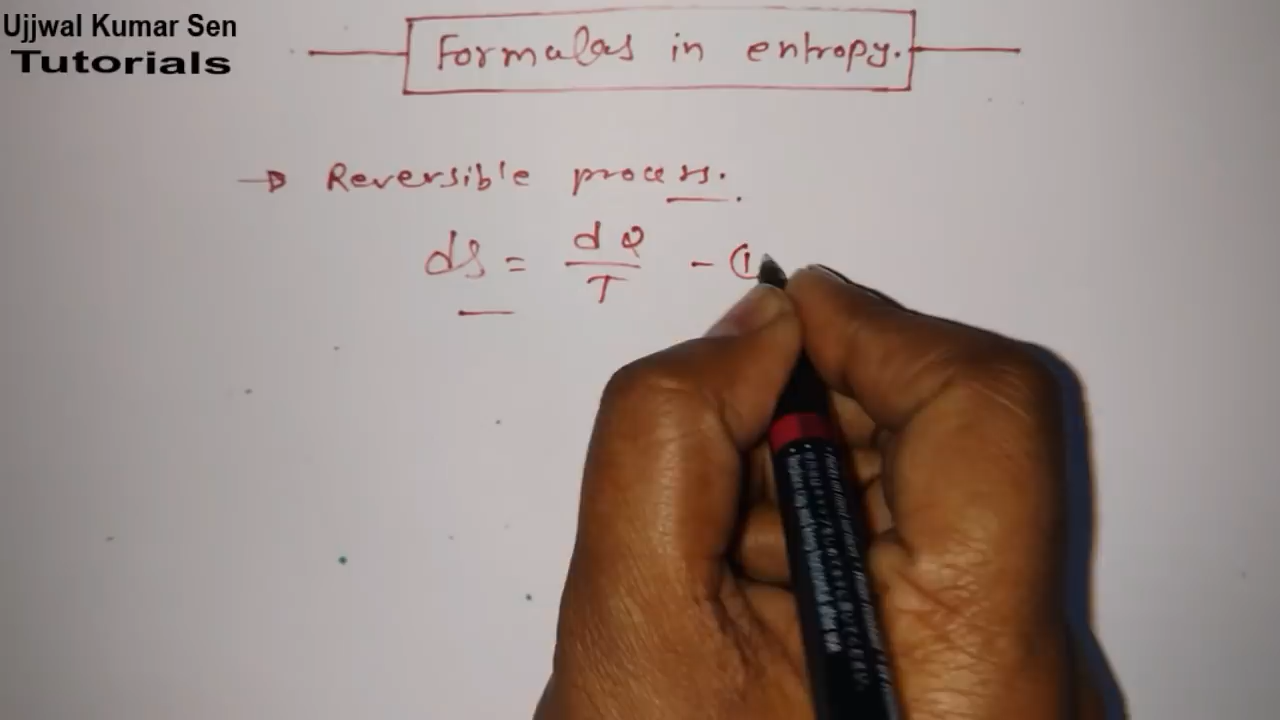 Ujjwal Kumar Sen
Tutorials
Formulas in entropy.
→ Reversible process.
ds = dQ/T - ①